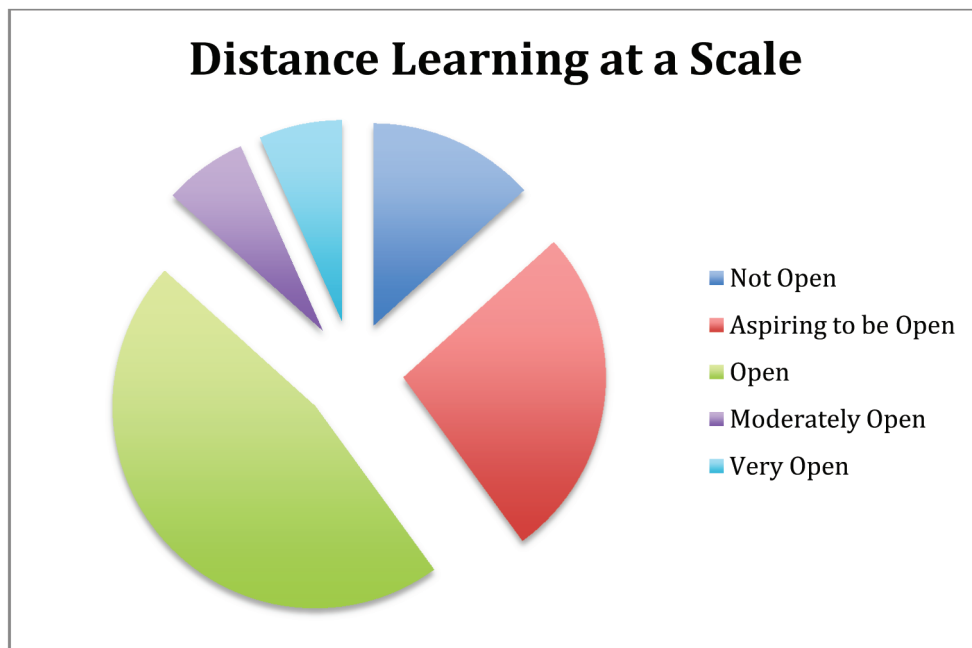 Distance Learning at a Scale
Not Open
Aspiring to be Open
Open
Moderately Open
Very Open